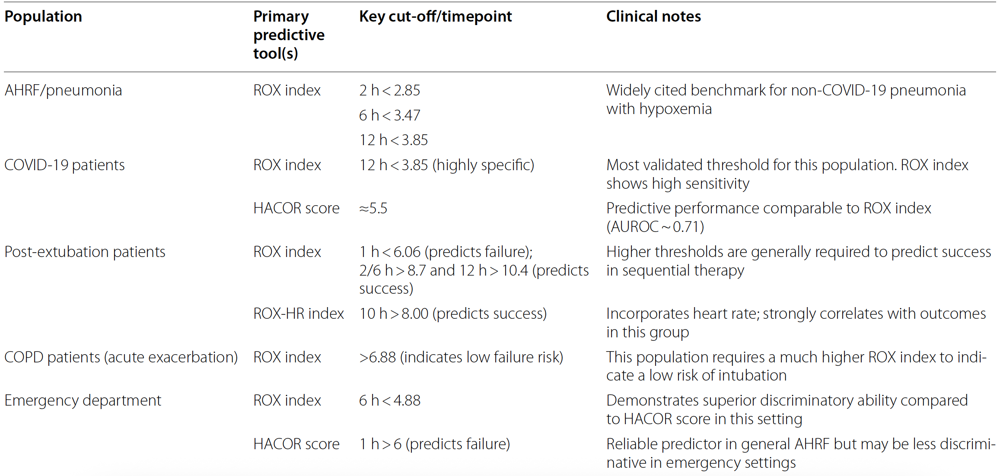 Population Primary Key cut-off/timepoint Clinical notes
predictive
tool(s)
AHRF/pneumonia ROX index 2 h < 2.85 Widely cited benchmark for non-COVID-19 pneumonia
with hypoxemia
6 h < 3.47
12 h < 3.85
COVID-19 patients ROX index 12 h < 3.85 (highly specific) Most validated threshold for this population. ROX index
shows high sensitivity
HACOR score ≈5.5 Predictive performance comparable to ROX index
(AUROC ~ 0.71)
Post-extubation patients ROX index 1 h < 6.06 (predicts failure); Higher thresholds are generally required to predict success
2/6 h > 8.7 and 12 h > 10.4 (predicts in sequential therapy
success)
ROX-HR index 10 h > 8.00 (predicts success) Incorporates heart rate; strongly correlates with outcomes
in this group
COPD patients (acute exacerbation) ROX index >6.88 (indicates low failure risk) This population requires a much higher ROX index to indi-
cate a low risk of intubation
Emergency department ROX index 6 h < 4.88 Demonstrates superior discriminatory ability compared
to HACOR score in this setting
HACOR score 1 h > 6 (predicts failure) Reliable predictor in general AHRF but may be less discrimi-
native in emergency settings